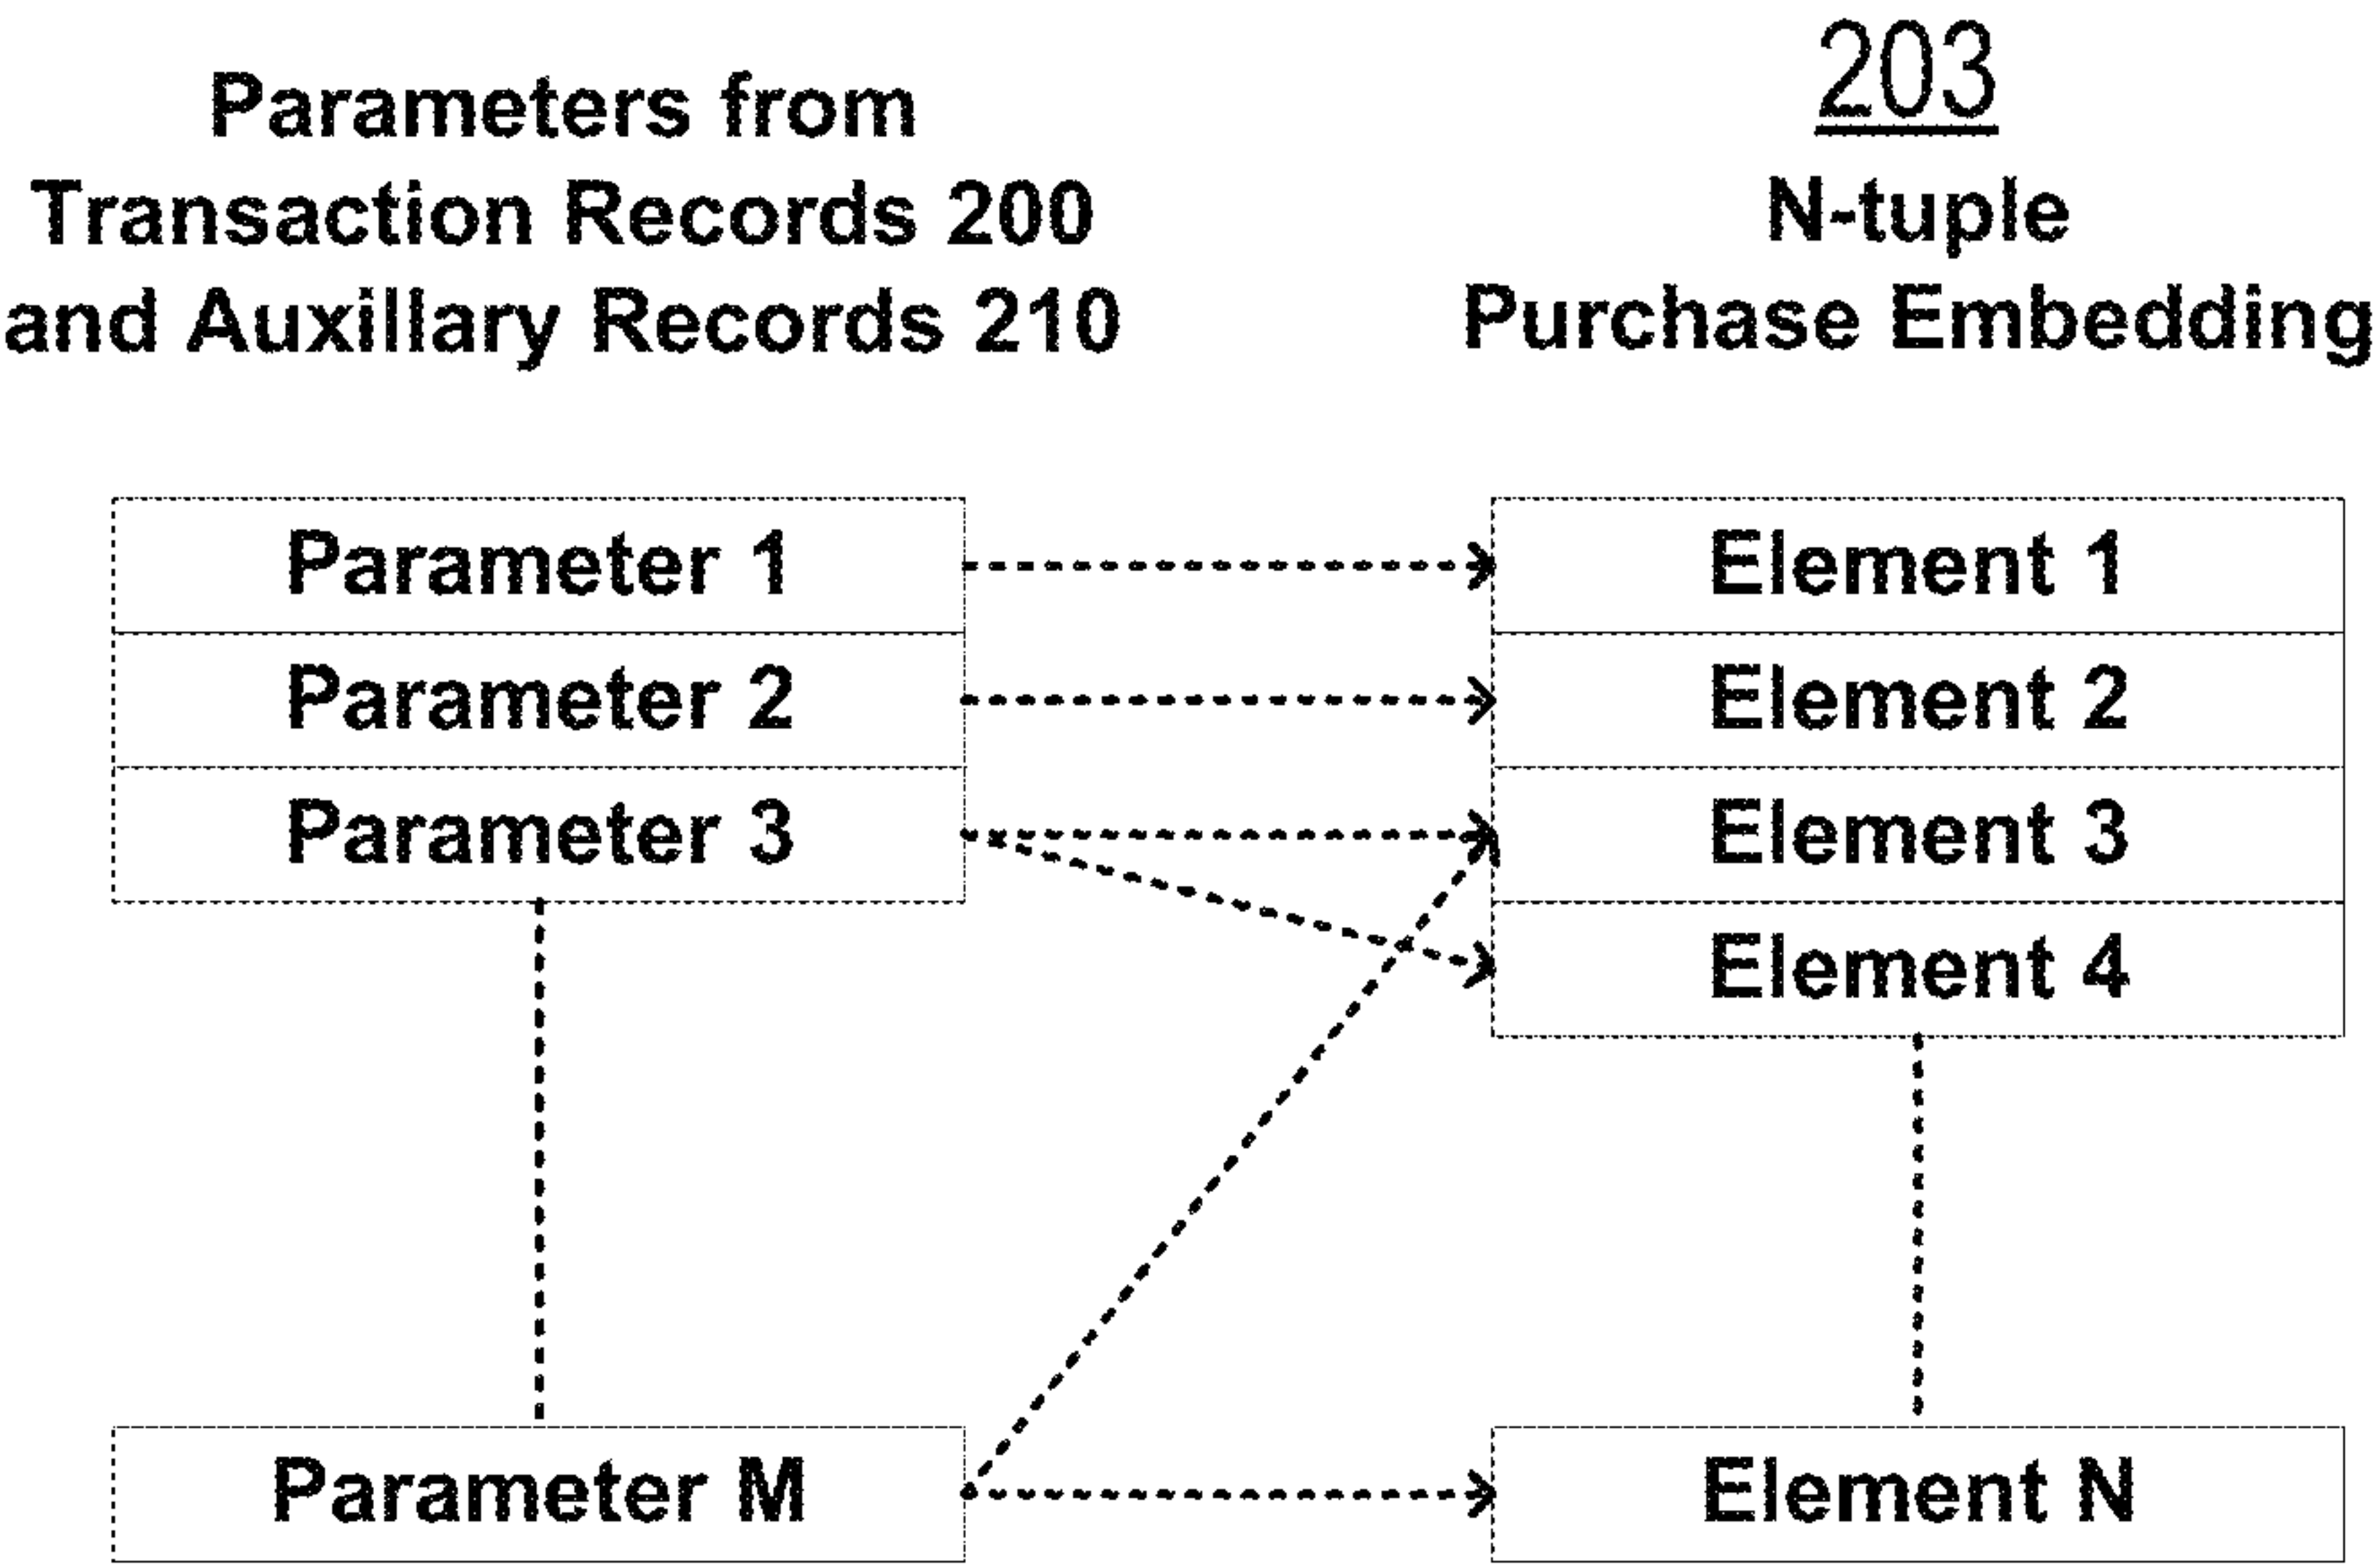 Parameters from
Transaction Records 200
and Auxillary Records 210
203
N-tuple
Purchase Embedding
Parameter 1
Parameter 2
Parameter 3
Parameter M
Element 1
Element 2
Element 3
Element 4
Element N